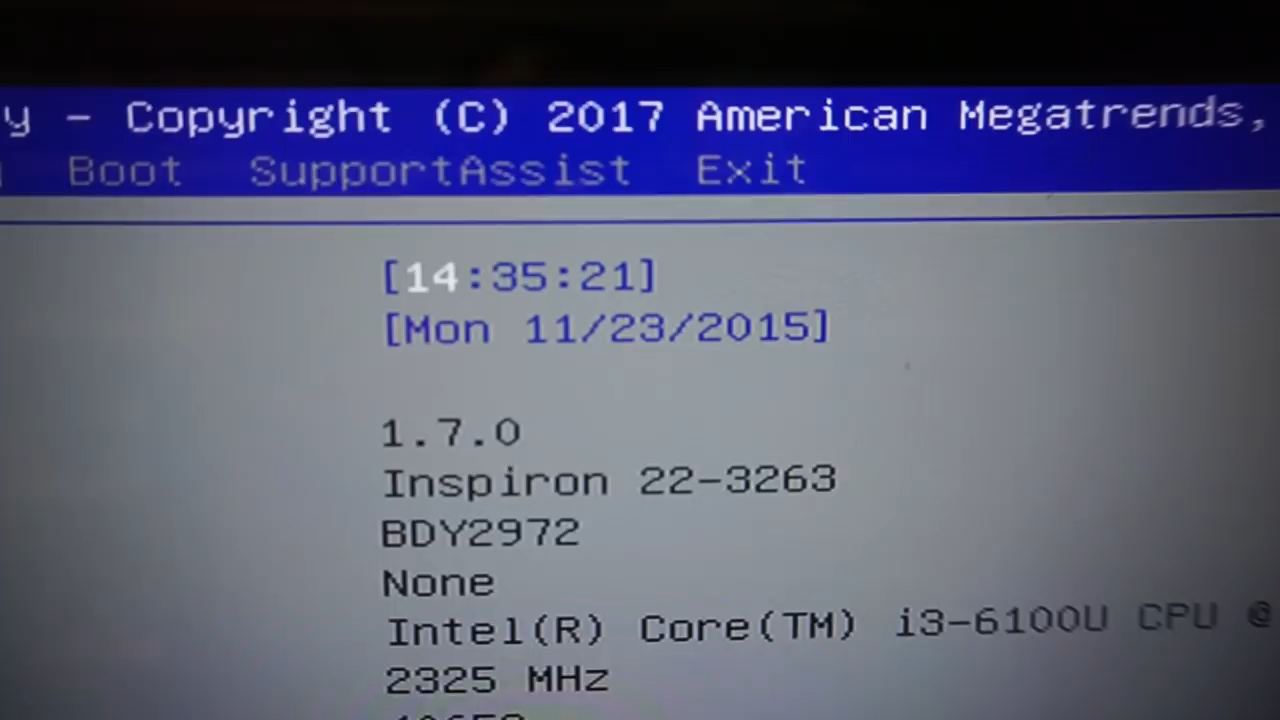 y - Copyright (C) 2017 American Megatrends,
Boot SupportAssist Exit
[14:35:21]
[Mon 11/23/2015]
1.7.0
Inspiron 22-3263
BDY2972
None
Intel(R) Core(TM) i3-6100U CPU @
2325 MHz